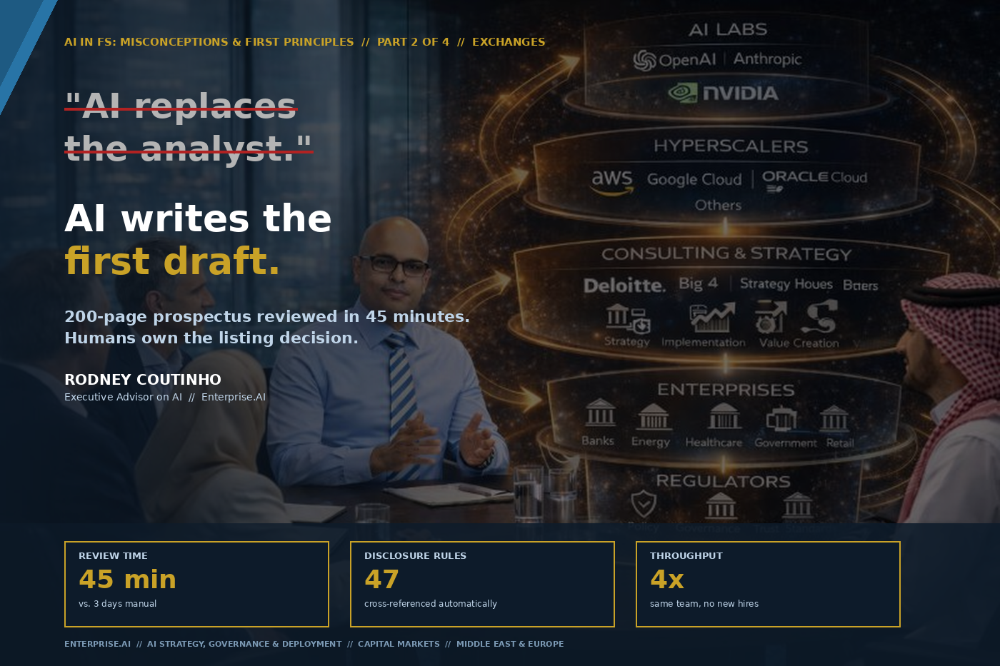 AI IN FS: MISCONCEPTIONS & FIRST PRINCIPLES // PART 2 OF 4 // EXCHANGES
"AI replaces
the analyst."
AI writes the
first draft.
200-page prospectus reviewed in 45 minutes.
Humans own the listing decision.
RODNEY COUTINHO
Executive Advisor on AI // Enterprise.AI
AI LABS
OpenAI | Anthropic
NVIDIA
HYPERSCALERS
aws Google Cloud | ORACLE Cloud
Others
CONSULTING & STRATEGY
Deloitte. Big 4 | Strategy Houes
Strategy Implementation Value Creation
ENTERPRISES
Banks Energy Healthcare Government Retail
REGULATORS
Policy Governance
REVIEW TIME
45 min
vs. 3 days manual
DISCLOSURE RULES
47
cross-referenced automatically
THROUGHPUT
4x
same team, no new hires
ENTERPRISE.AI // AI STRATEGY, GOVERNANCE & DEPLOYMENT // CAPITAL MARKETS // MIDDLE EAST & EUROPE